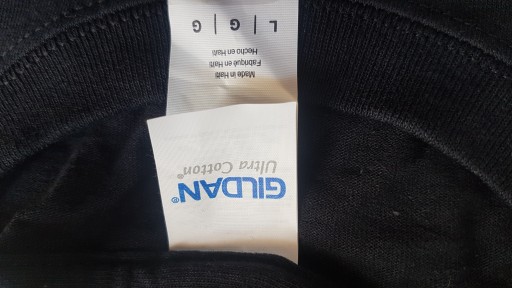 GILDAN®
Ultra Cotton®
Made in Haiti
Fabriqué en Haïti
Hecho en Haití
L | G | G